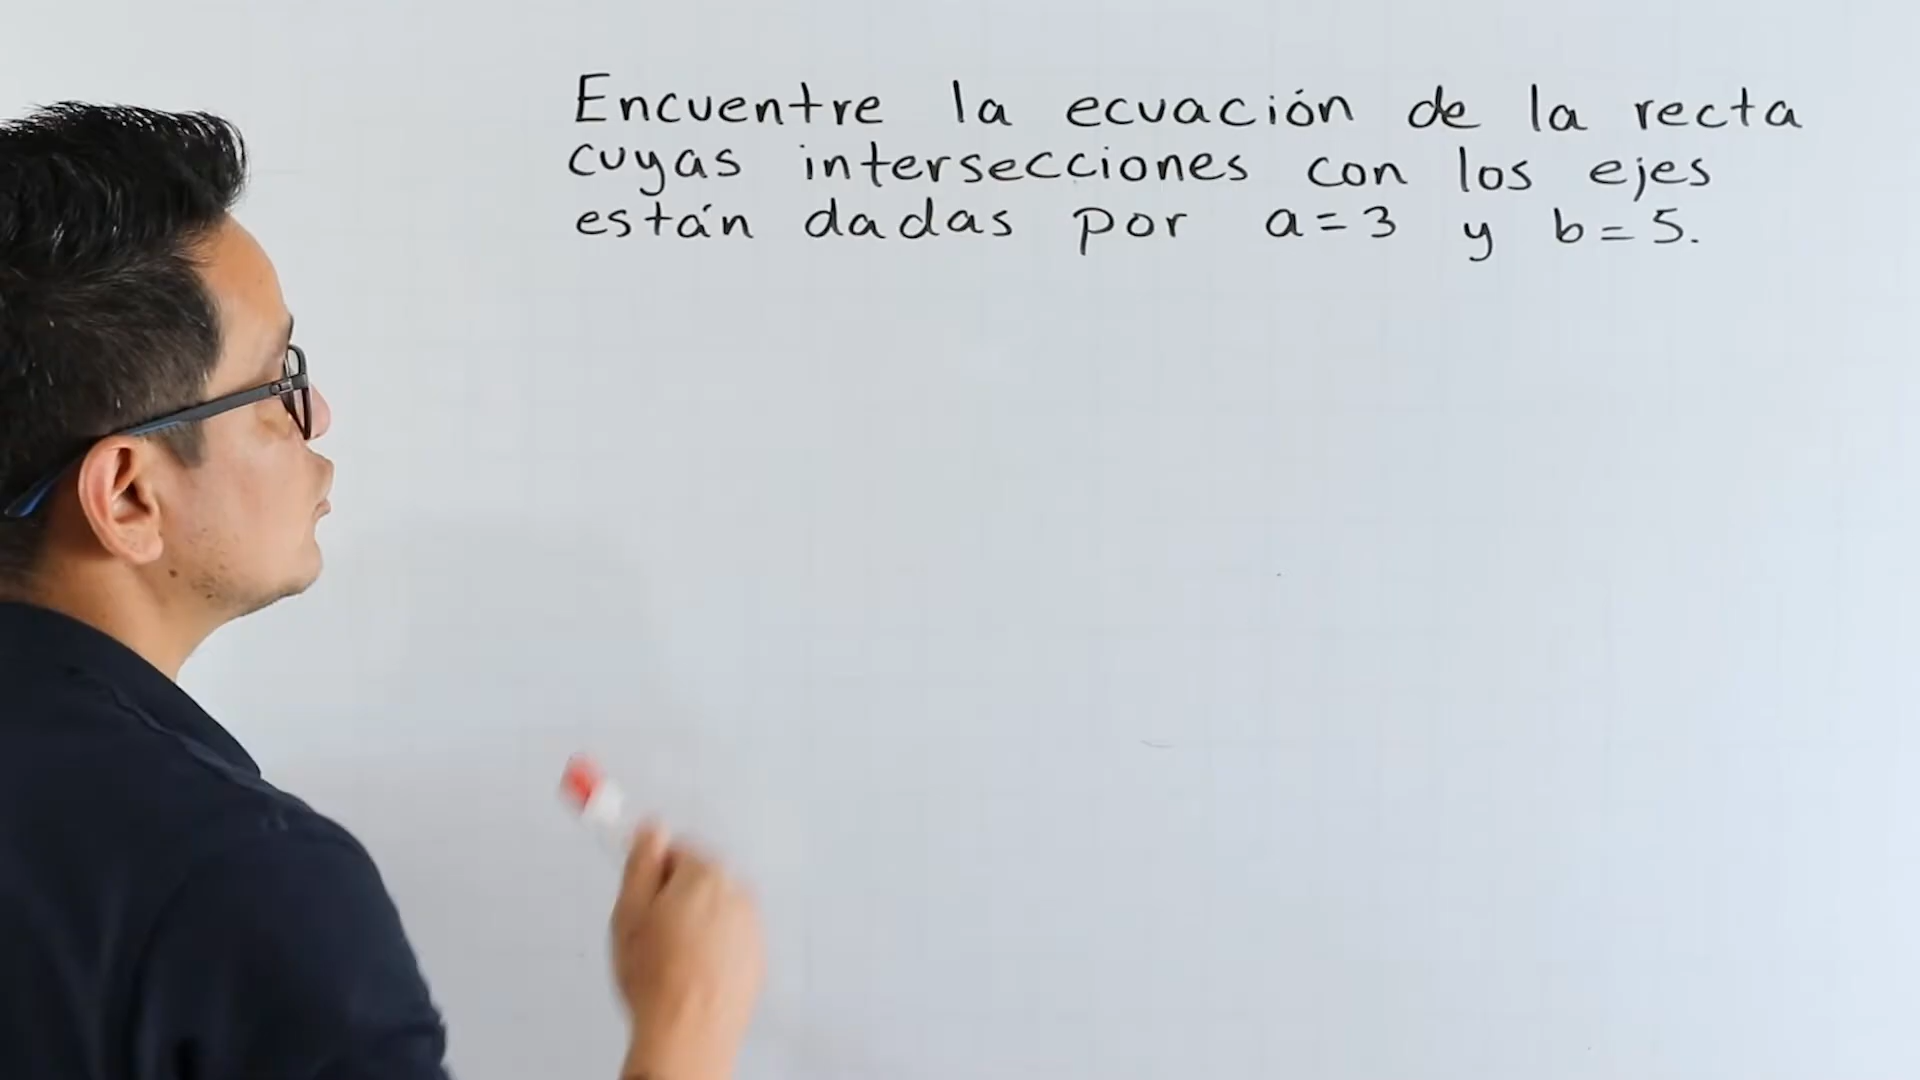 Encuentre la ecuación de la recta
cuyas intersecciones con los ejes
están dadas por a=3 y b=5.